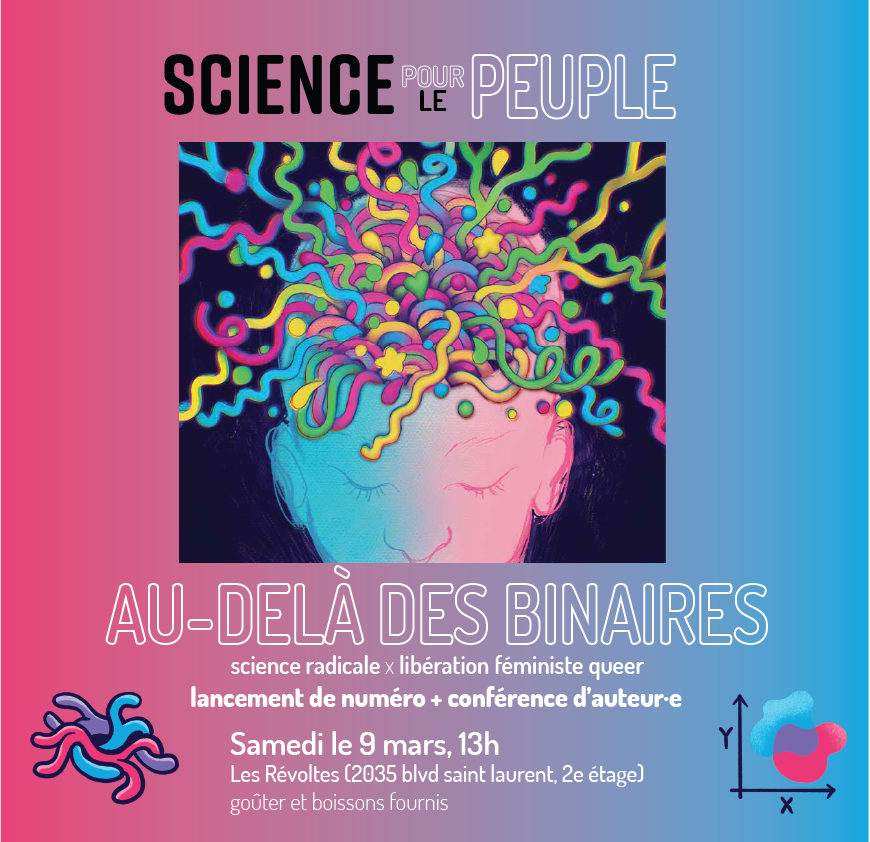 SCIENCE POUR LE PEUPLE
AU-DELÀ DES BINAIRES
science radicale x libération féministe queer
lancement de numéro + conférence d'auteur·e
Samedi le 9 mars, 13h
Les Révoltes (2035 blvd saint laurent, 2e étage)
goûter et boissons fournis
Y
X